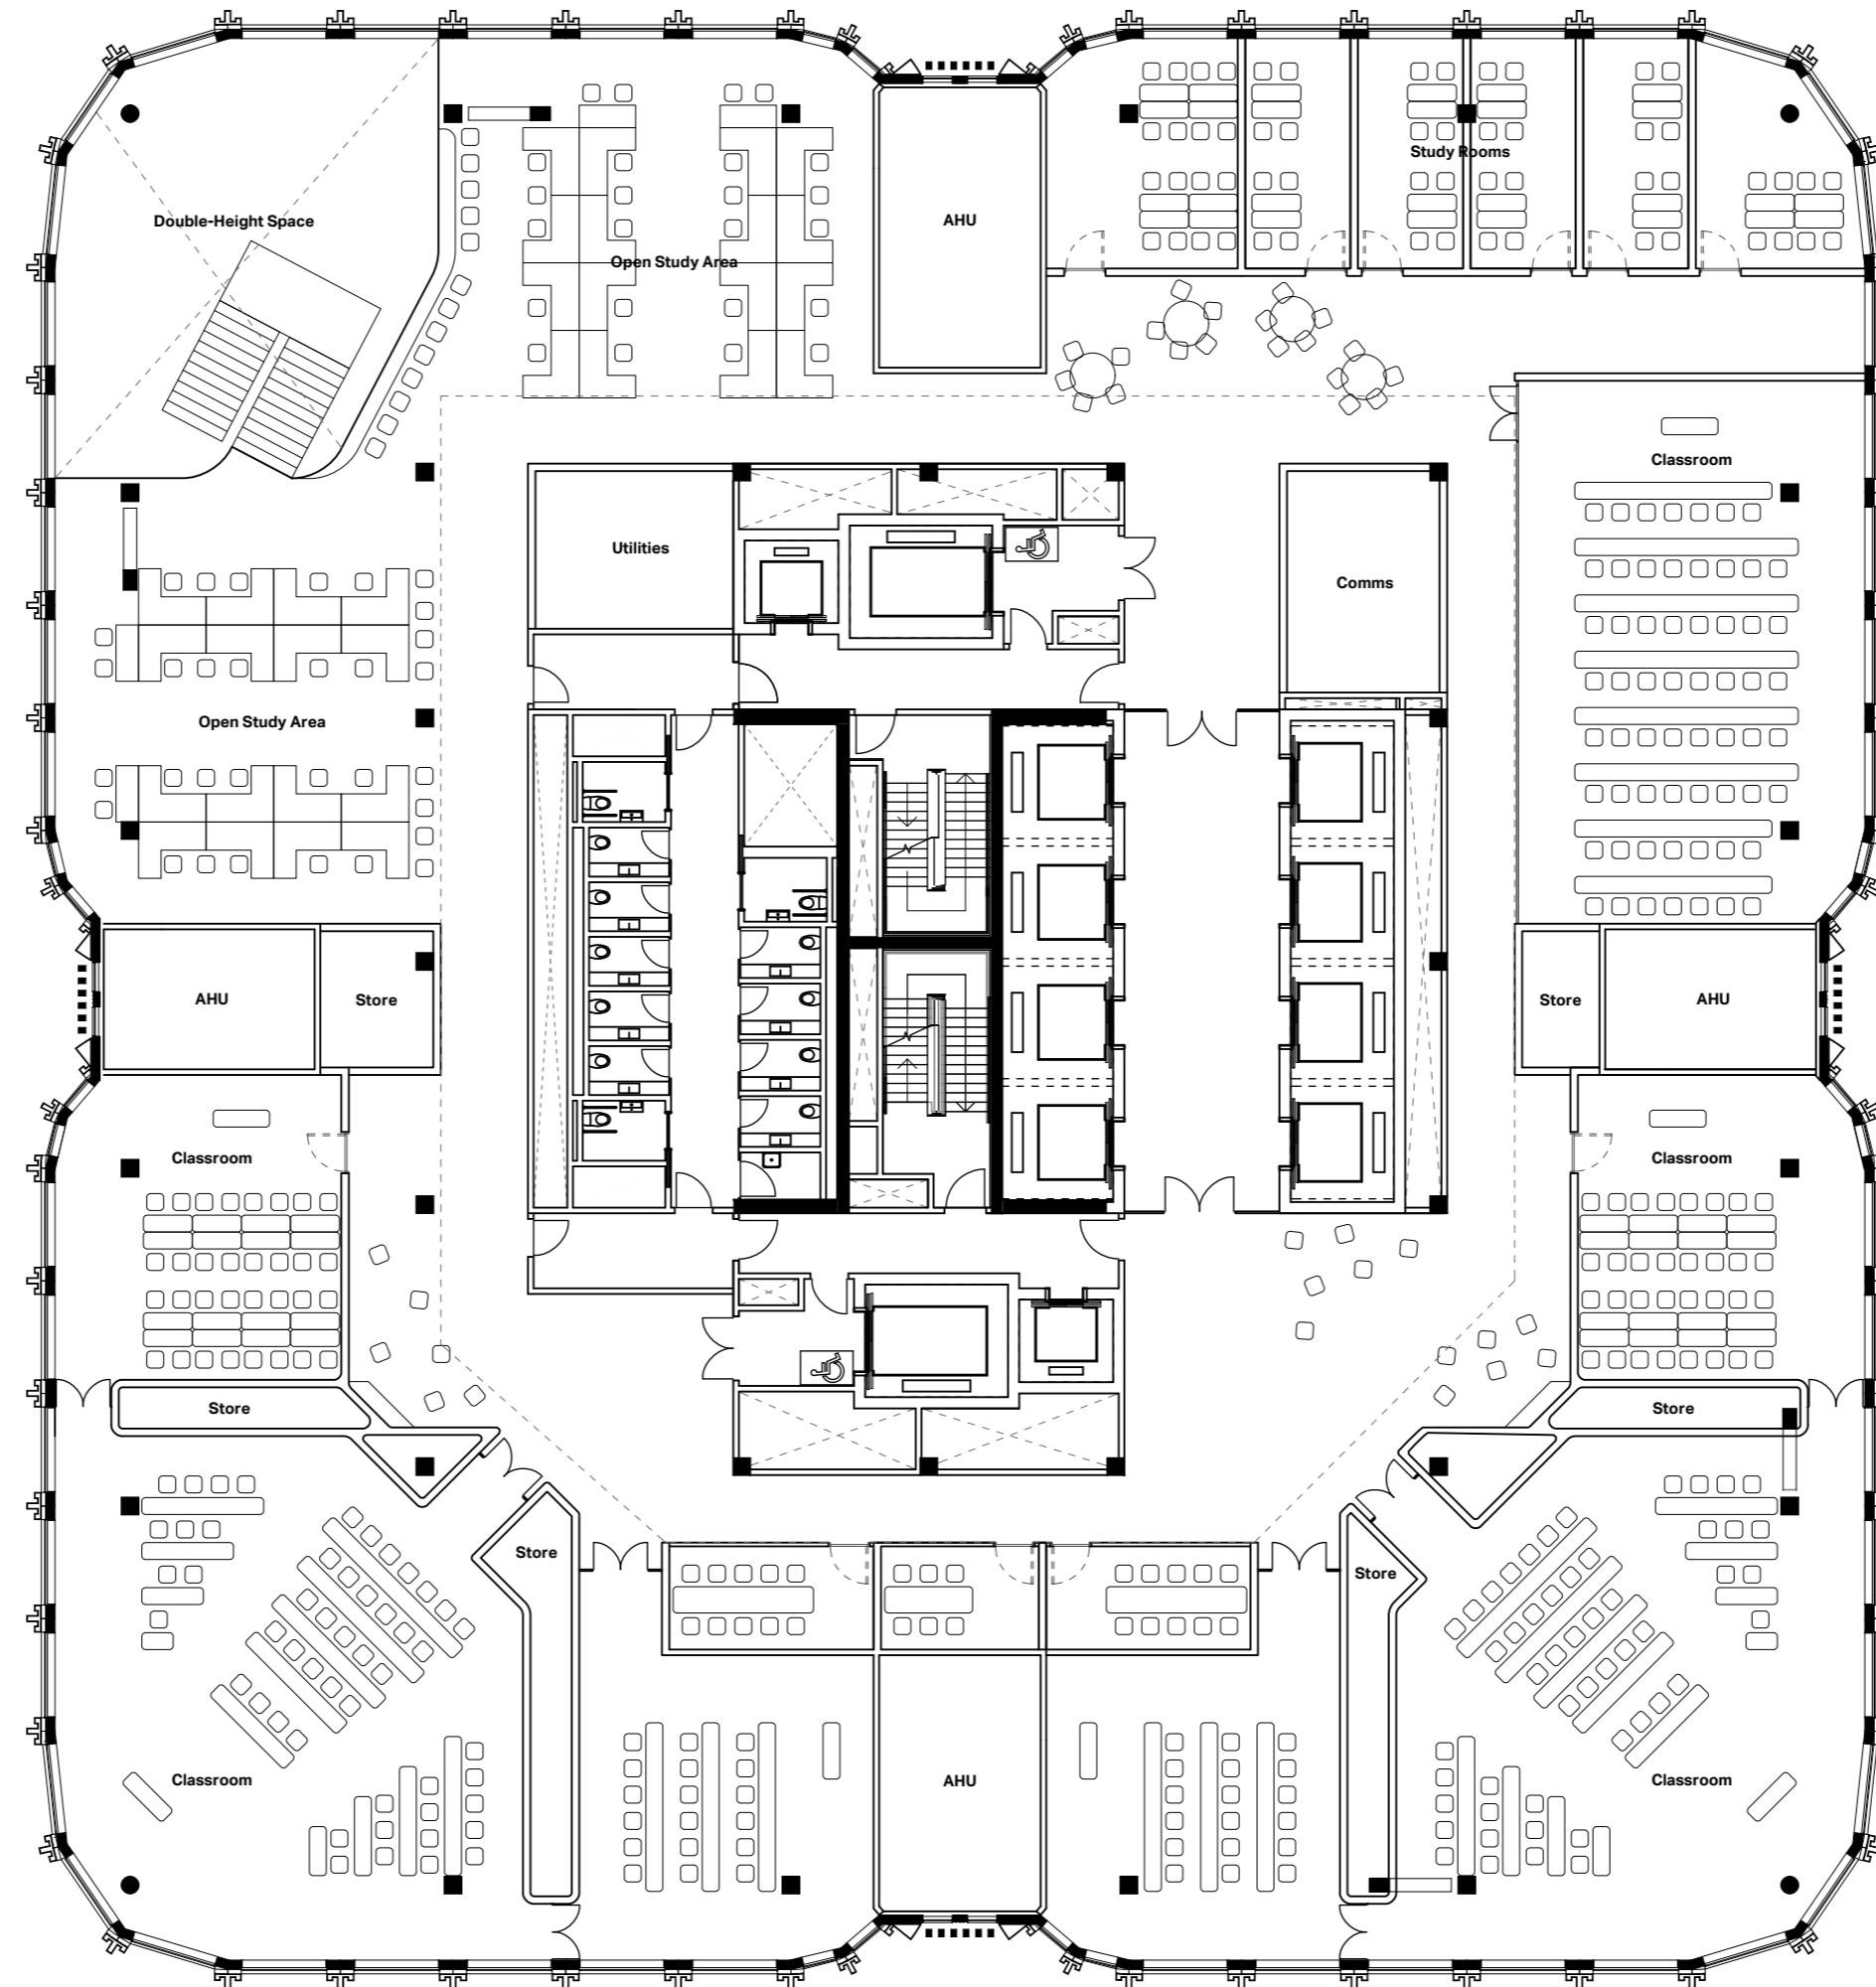 Study Rooms
Double-Height Space
AHU
Open Study Area
Classroom
Utilities
Comms
Open Study Area
AHU
Store
Store
AHU
Classroom
Classroom
Store
Store
Store
Store
Classroom
AHU
Classroom